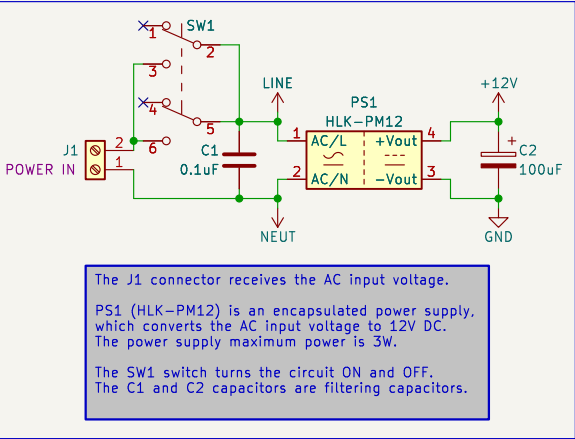 SW1
1
2
3
4
5
6
LINE
+12V
PS1
HLK-PM12
J1
2
1
POWER IN
C1
0.1uF
1
AC/L
+Vout
4
2
AC/N
-Vout
3
+
C2
100uF
NEUT
GND
The J1 connector receives the AC input voltage.
PS1 (HLK-PM12) is an encapsulated power supply,
which converts the AC input voltage to 12V DC.
The power supply maximum power is 3W.
The SW1 switch turns the circuit ON and OFF.
The C1 and C2 capacitors are filtering capacitors.